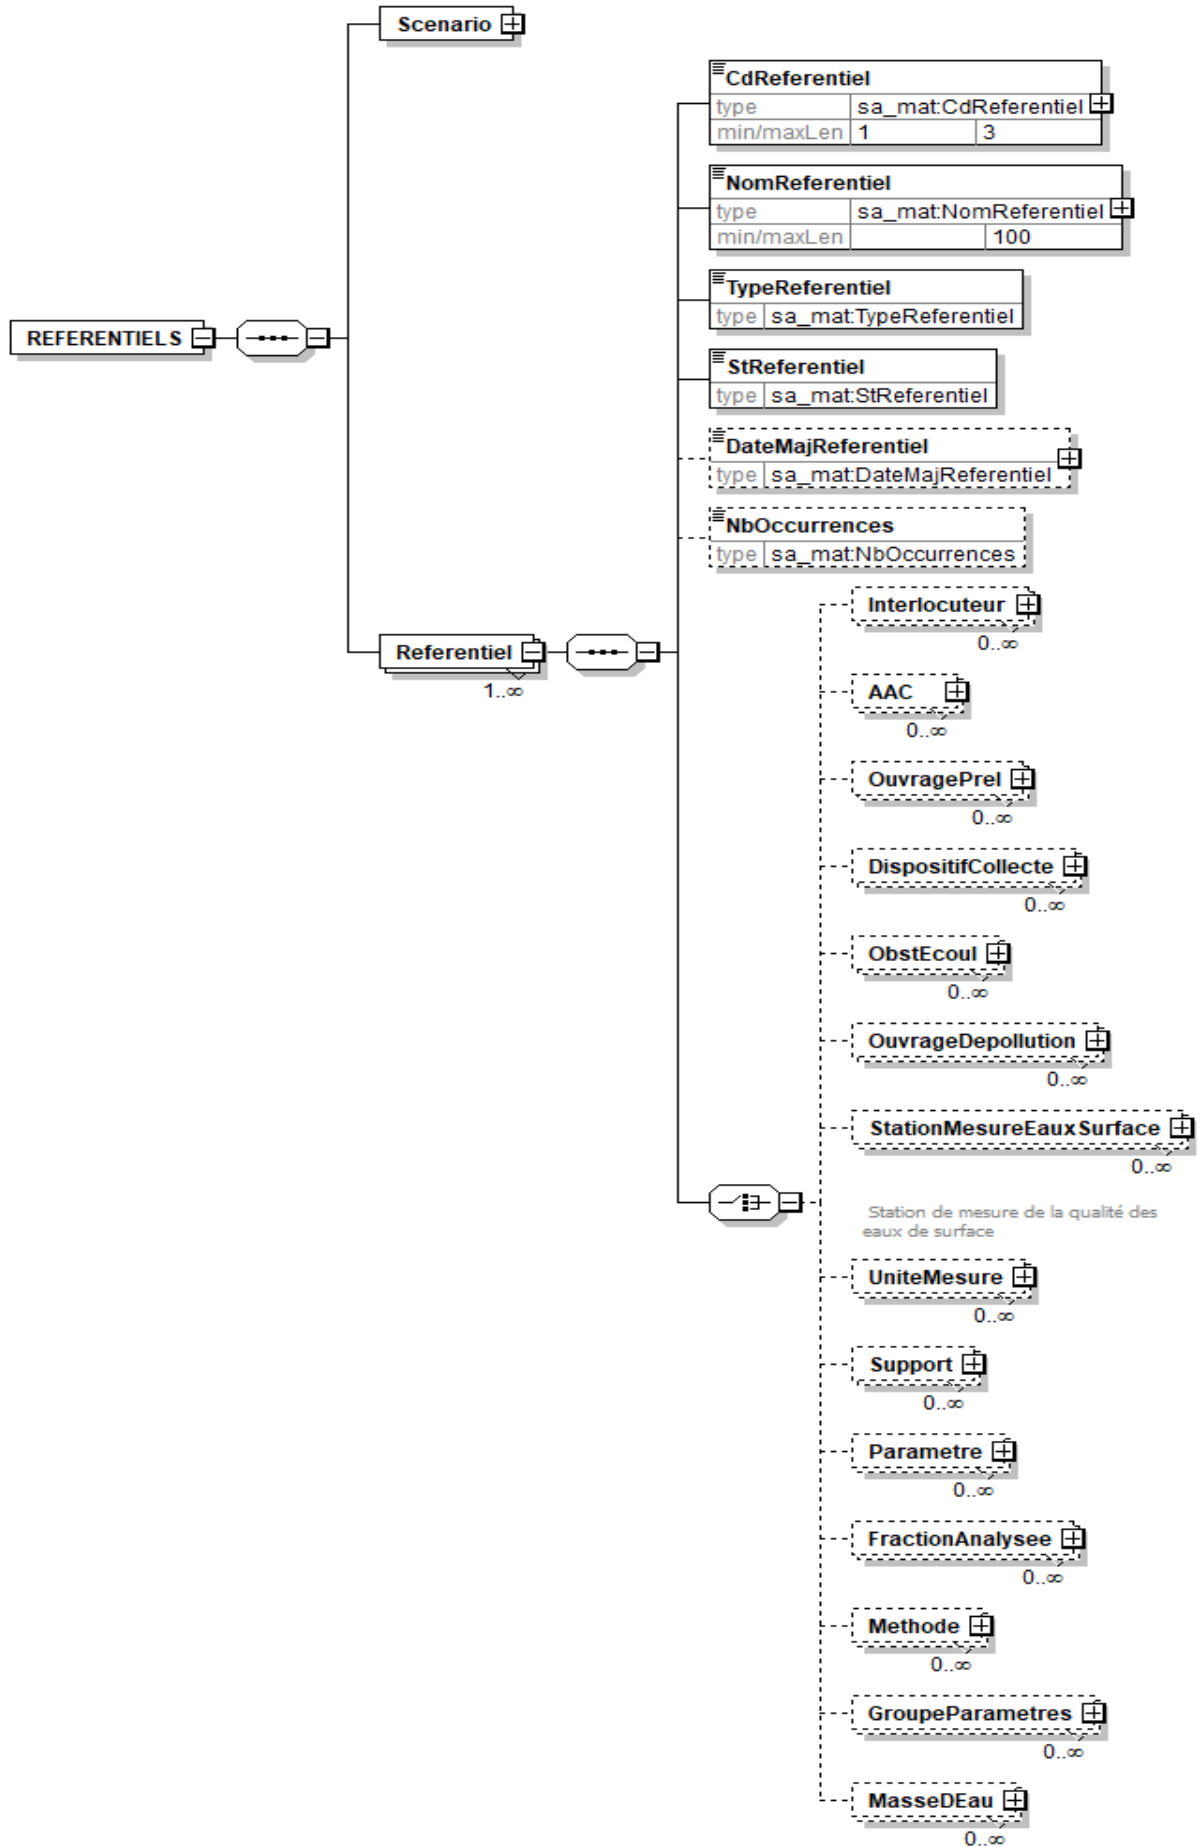 Scenario
CdReferentiel
type sa_mat:CdReferentiel
min/maxLen 1 3
NomReferentiel
type sa_mat:NomReferentiel
min/maxLen 100
TypeReferentiel
type sa_mat:TypeReferentiel
REFERENTIELS
StReferentiel
type sa_mat:StReferentiel
DateMajReferentiel
type sa_mat:DateMajReferentiel
NbOccurrences
type sa_mat:NbOccurrences
Interlocuteur
0..∞
Referentiel
1..∞
AAC
0..∞
OuvragePrel
0..∞
DispositifCollecte
0..∞
ObstEcoul
0..∞
OuvrageDepollution
0..∞
StationMesureEauxSurface
0..∞
Station de mesure de la qualité des
eaux de surface
UniteMesure
0..∞
Support
0..∞
Parametre
0..∞
FractionAnalysee
0..∞
Methode
0..∞
GroupeParametres
0..∞
MasseDEau
0..∞